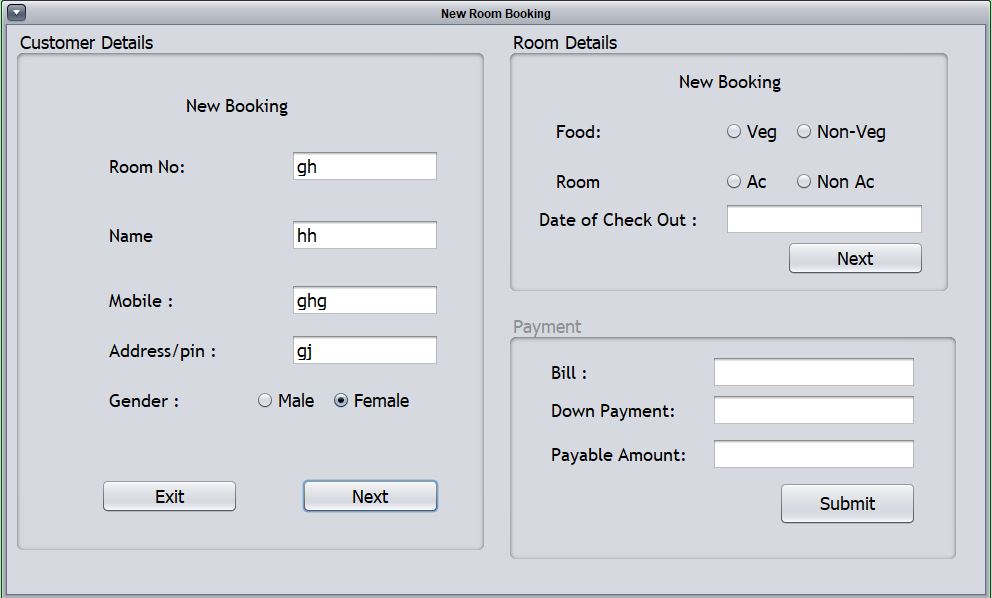 New Room Booking
Customer Details
New Booking
Room No: gh
Name hh
Mobile : ghg
Address/pin : gj
Gender : Male Female
Exit Next
Room Details
New Booking
Food: Veg Non-Veg
Room Ac Non Ac
Date of Check Out :
Next
Payment
Bill :
Down Payment:
Payable Amount:
Submit